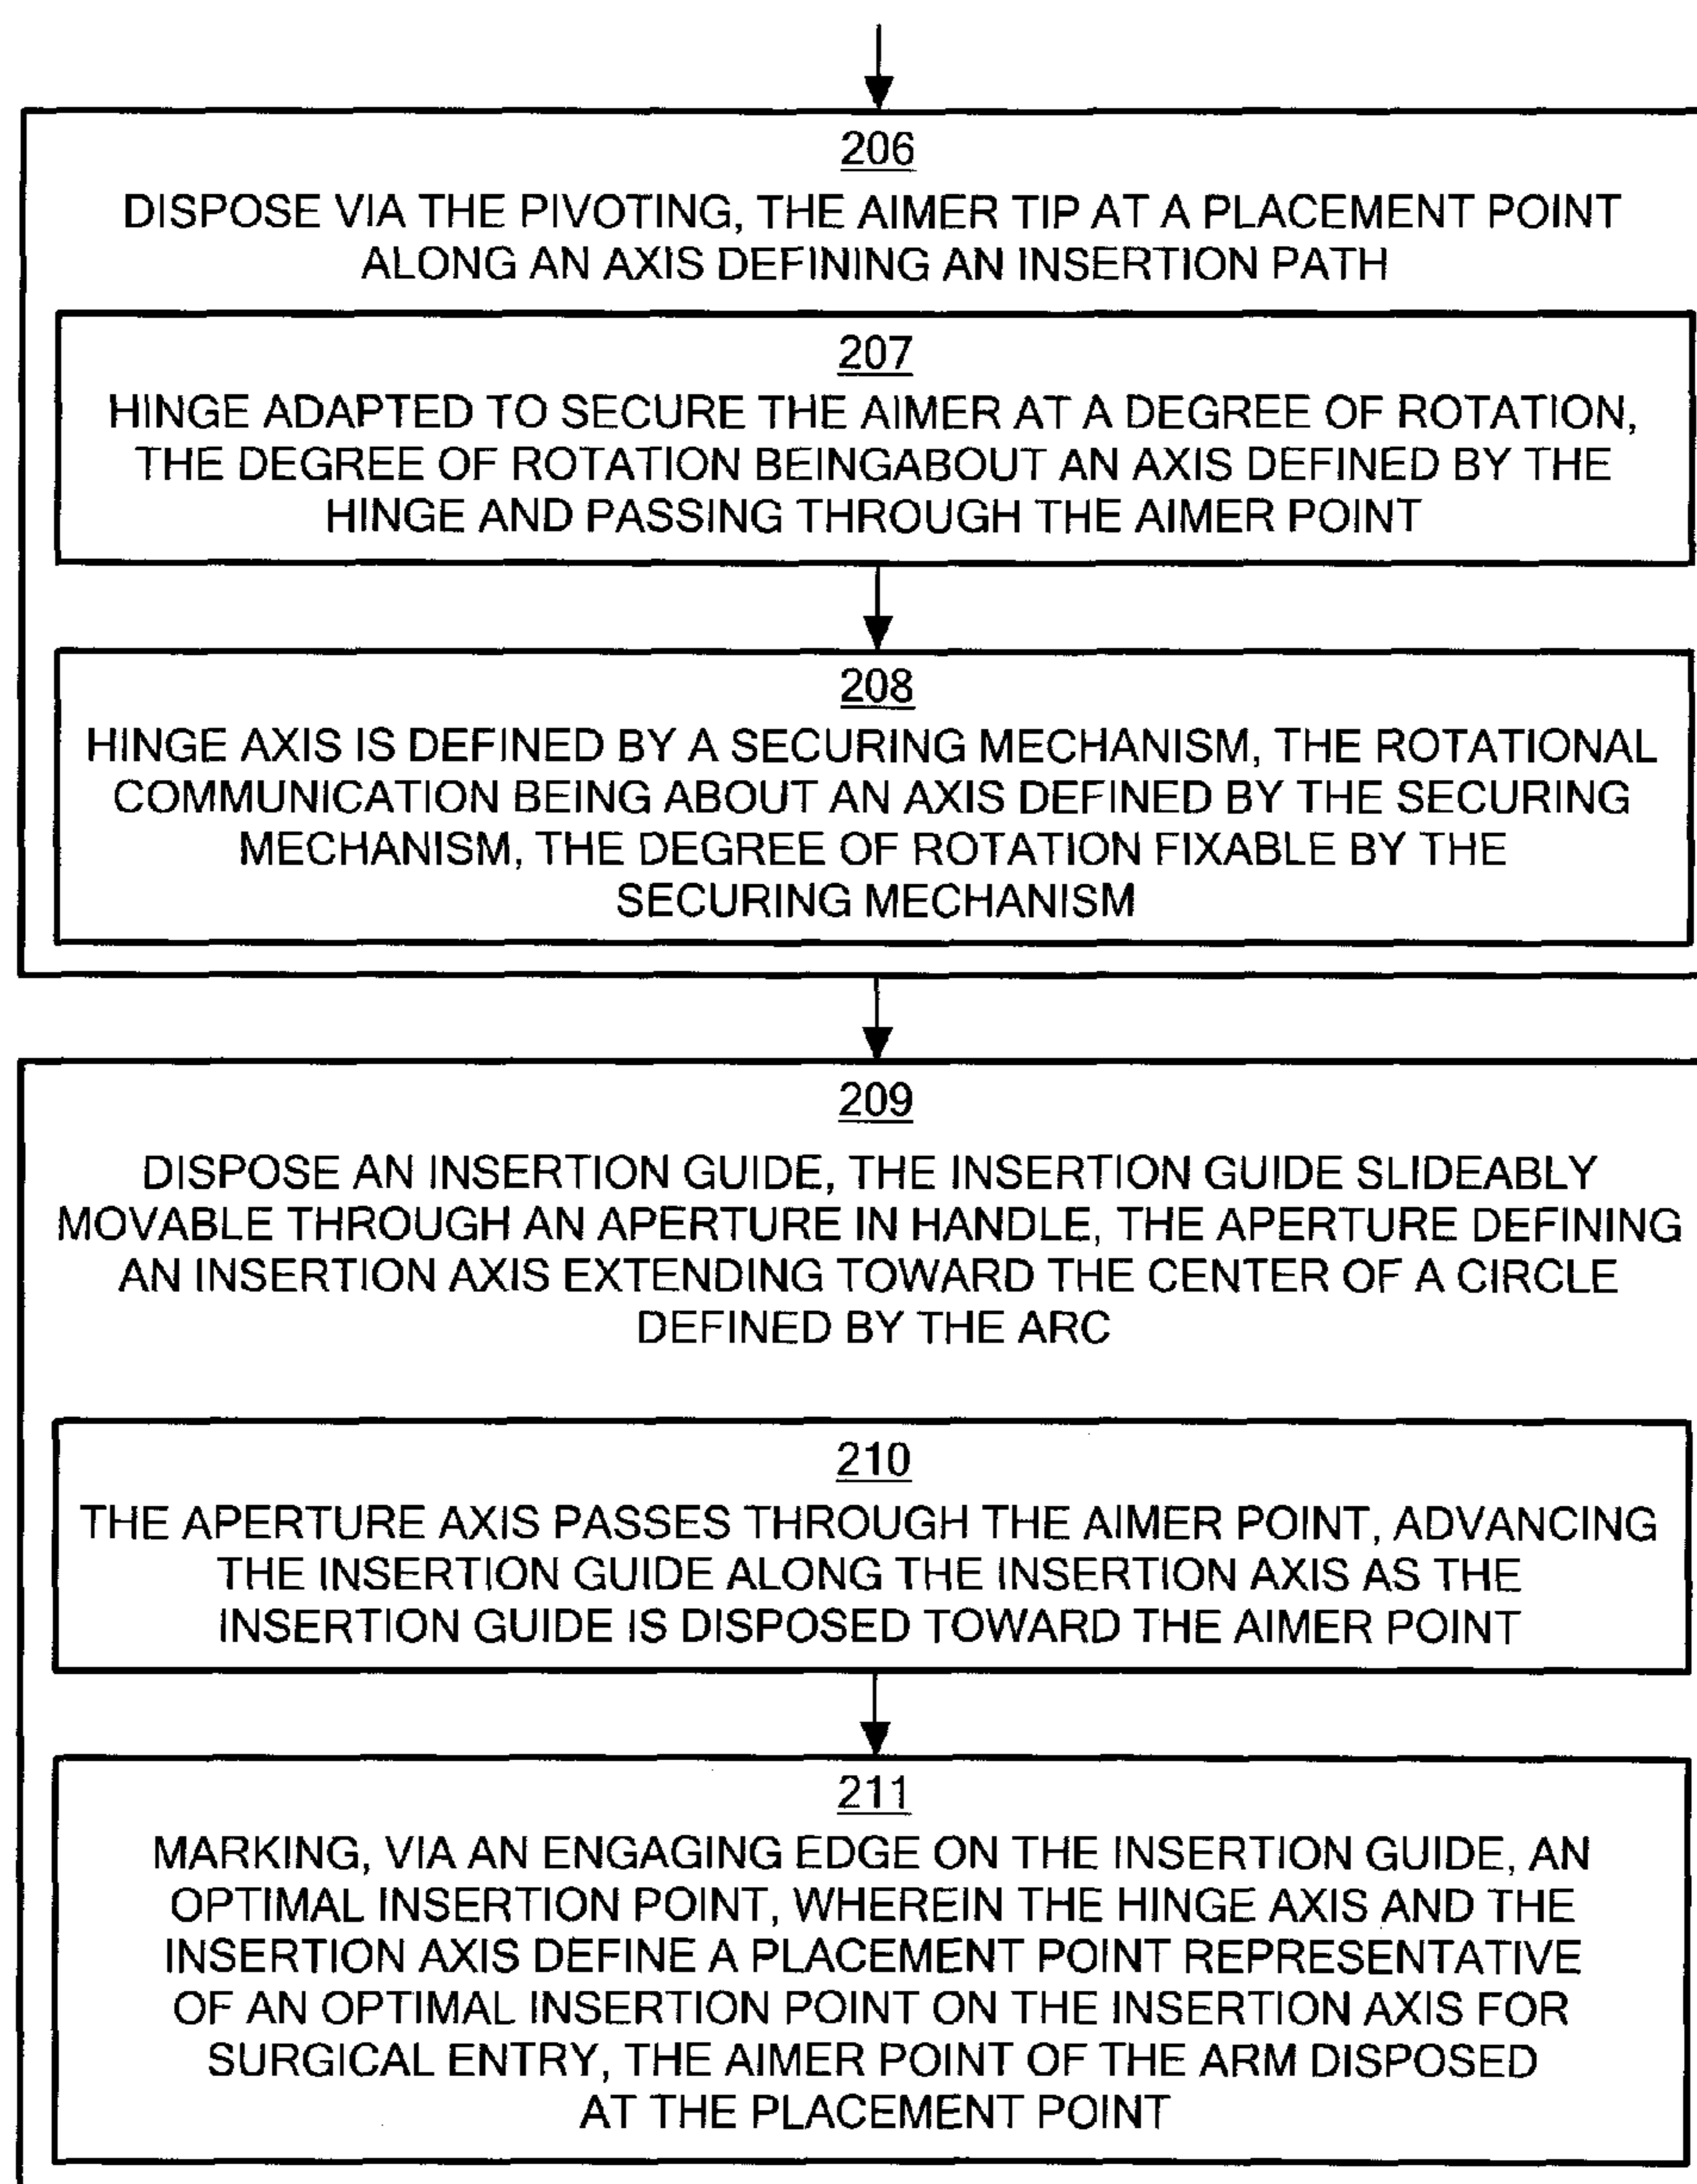 206
DISPOSE VIA THE PIVOTING, THE AIMER TIP AT A PLACEMENT POINT
ALONG AN AXIS DEFINING AN INSERTION PATH
207
HINGE ADAPTED TO SECURE THE AIMER AT A DEGREE OF ROTATION,
THE DEGREE OF ROTATION BEINGABOUT AN AXIS DEFINED BY THE
HINGE AND PASSING THROUGH THE AIMER POINT
208
HINGE AXIS IS DEFINED BY A SECURING MECHANISM, THE ROTATIONAL
COMMUNICATION BEING ABOUT AN AXIS DEFINED BY THE SECURING
MECHANISM, THE DEGREE OF ROTATION FIXABLE BY THE
SECURING MECHANISM
209
DISPOSE AN INSERTION GUIDE, THE INSERTION GUIDE SLIDEABLY
MOVABLE THROUGH AN APERTURE IN HANDLE, THE APERTURE DEFINING
AN INSERTION AXIS EXTENDING TOWARD THE CENTER OF A CIRCLE
DEFINED BY THE ARC
210
THE APERTURE AXIS PASSES THROUGH THE AIMER POINT, ADVANCING
THE INSERTION GUIDE ALONG THE INSERTION AXIS AS THE
INSERTION GUIDE IS DISPOSED TOWARD THE AIMER POINT
211
MARKING, VIA AN ENGAGING EDGE ON THE INSERTION GUIDE, AN
OPTIMAL INSERTION POINT, WHEREIN THE HINGE AXIS AND THE
INSERTION AXIS DEFINE A PLACEMENT POINT REPRESENTATIVE
OF AN OPTIMAL INSERTION POINT ON THE INSERTION AXIS FOR
SURGICAL ENTRY, THE AIMER POINT OF THE ARM DISPOSED
AT THE PLACEMENT POINT